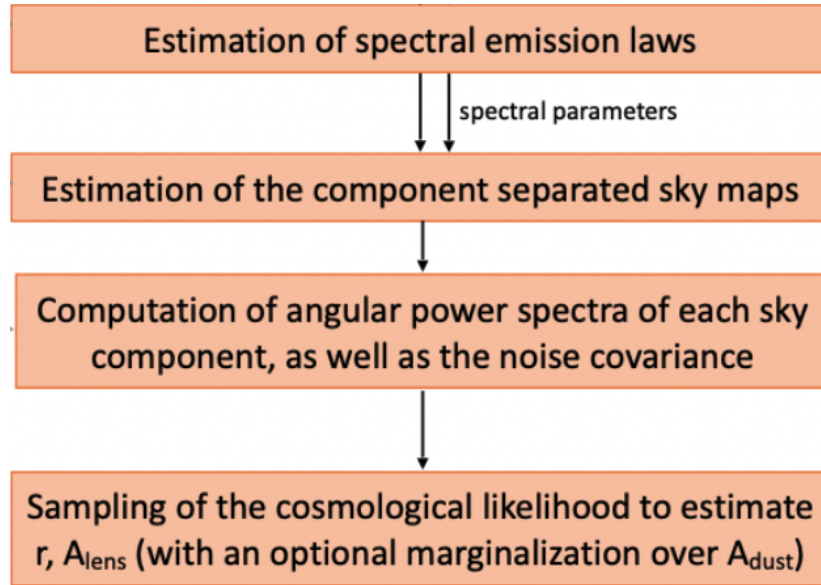 Estimation of spectral emission laws
spectral parameters
Estimation of the component separated sky maps
Computation of angular power spectra of each sky
component, as well as the noise covariance
Sampling of the cosmological likelihood to estimate
r, Alens (with an optional marginalization over Adust)